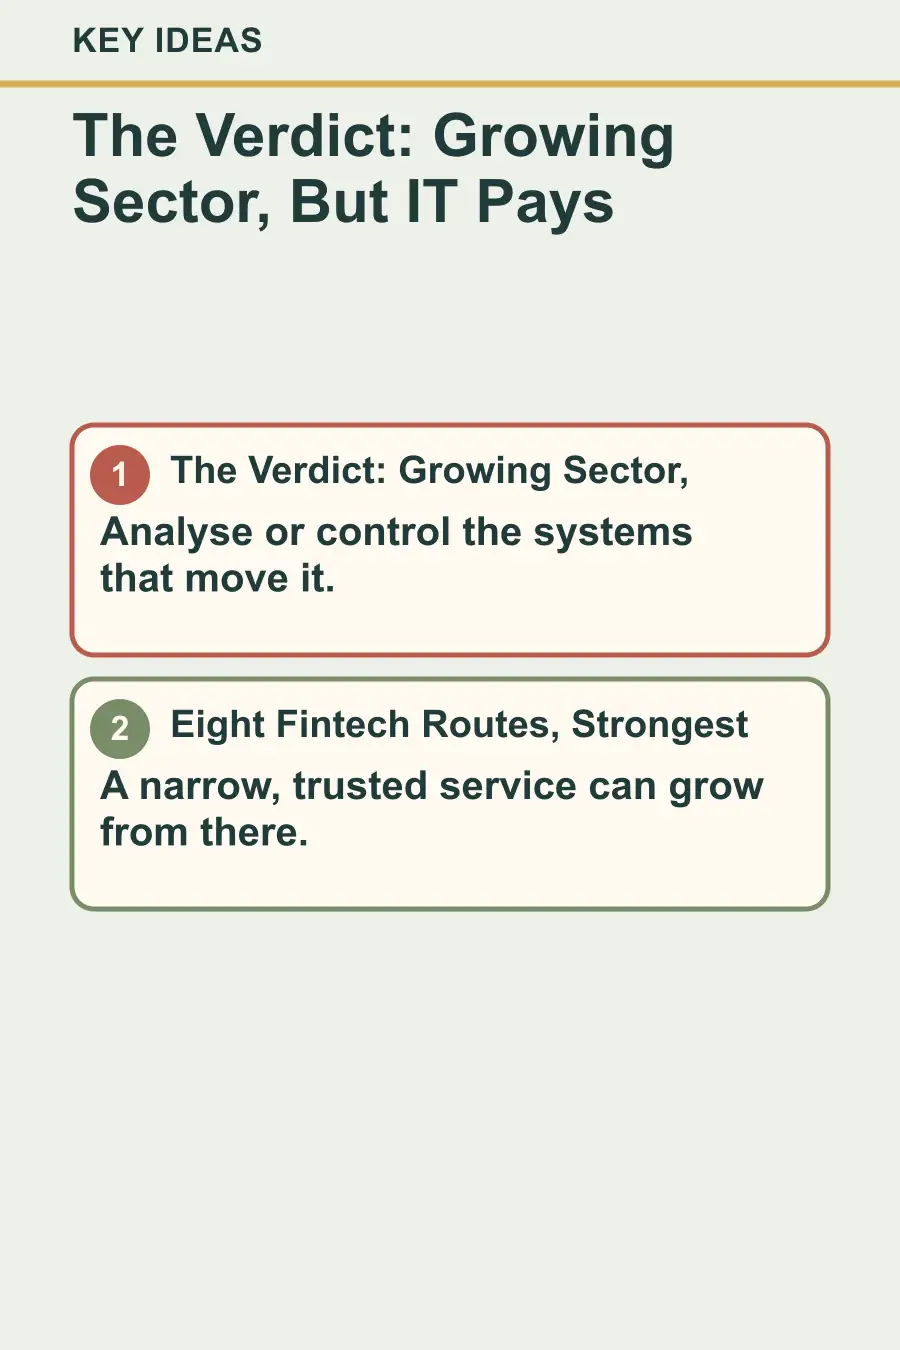 KEY IDEAS
The Verdict: Growing
Sector, But IT Pays
1 The Verdict: Growing Sector,
Analyse or control the systems
that move it.
2 Eight Fintech Routes, Strongest
A narrow, trusted service can grow
from there.